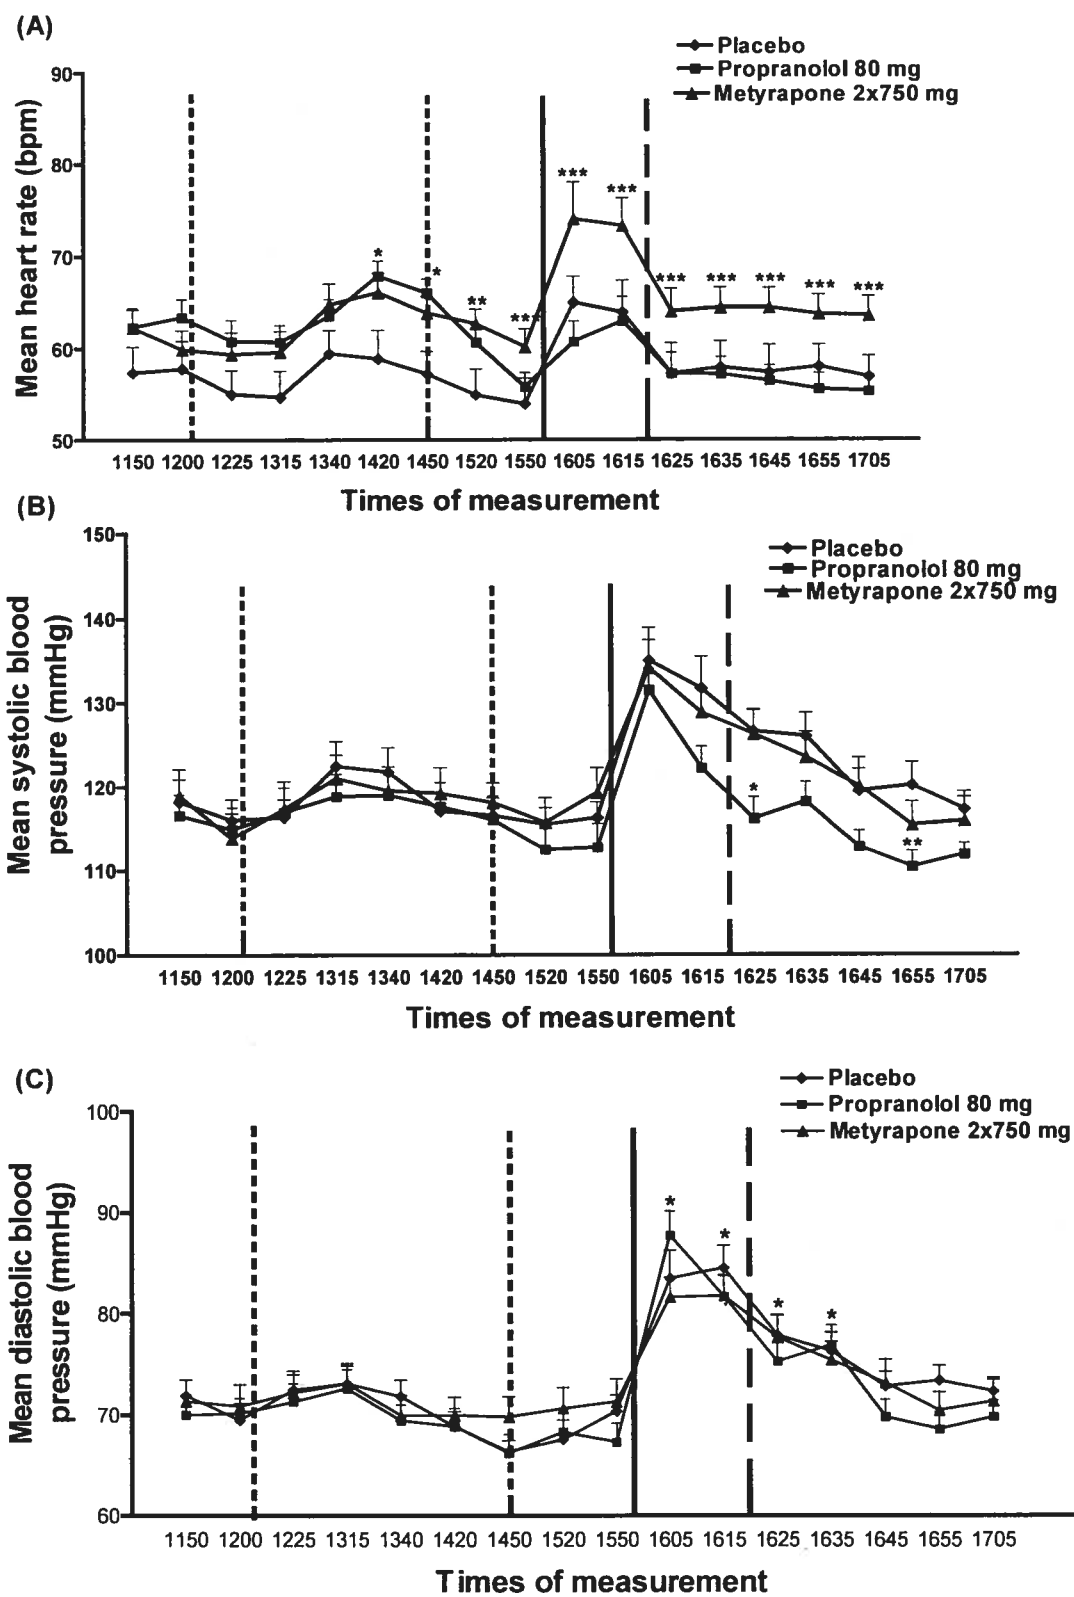 (A)
Placebo
Propranolol 80 mg
Metyrapone 2x750 mg
Mean heart rate (bpm)
90
80
70
60
50
*
*
**
***
***
***
***
***
***
***
***
1150 1200 1225 1315 1340 1420 1450 1520 1550 1605 1615 1625 1635 1645 1655 1705
Times of measurement
(B)
Placebo
Propranolol 80 mg
Metyrapone 2x750 mg
Mean systolic blood
pressure (mmHg)
150
140
130
120
110
100
*
**
1150 1200 1225 1315 1340 1420 1450 1520 1550 1605 1615 1625 1635 1645 1655 1705
Times of measurement
(C)
Placebo
Propranolol 80 mg
Metyrapone 2x750 mg
Mean diastolic blood
pressure (mmHg)
100
90
80
70
60
*
*
*
*
1150 1200 1225 1315 1340 1420 1450 1520 1550 1605 1615 1625 1635 1645 1655 1705
Times of measurement